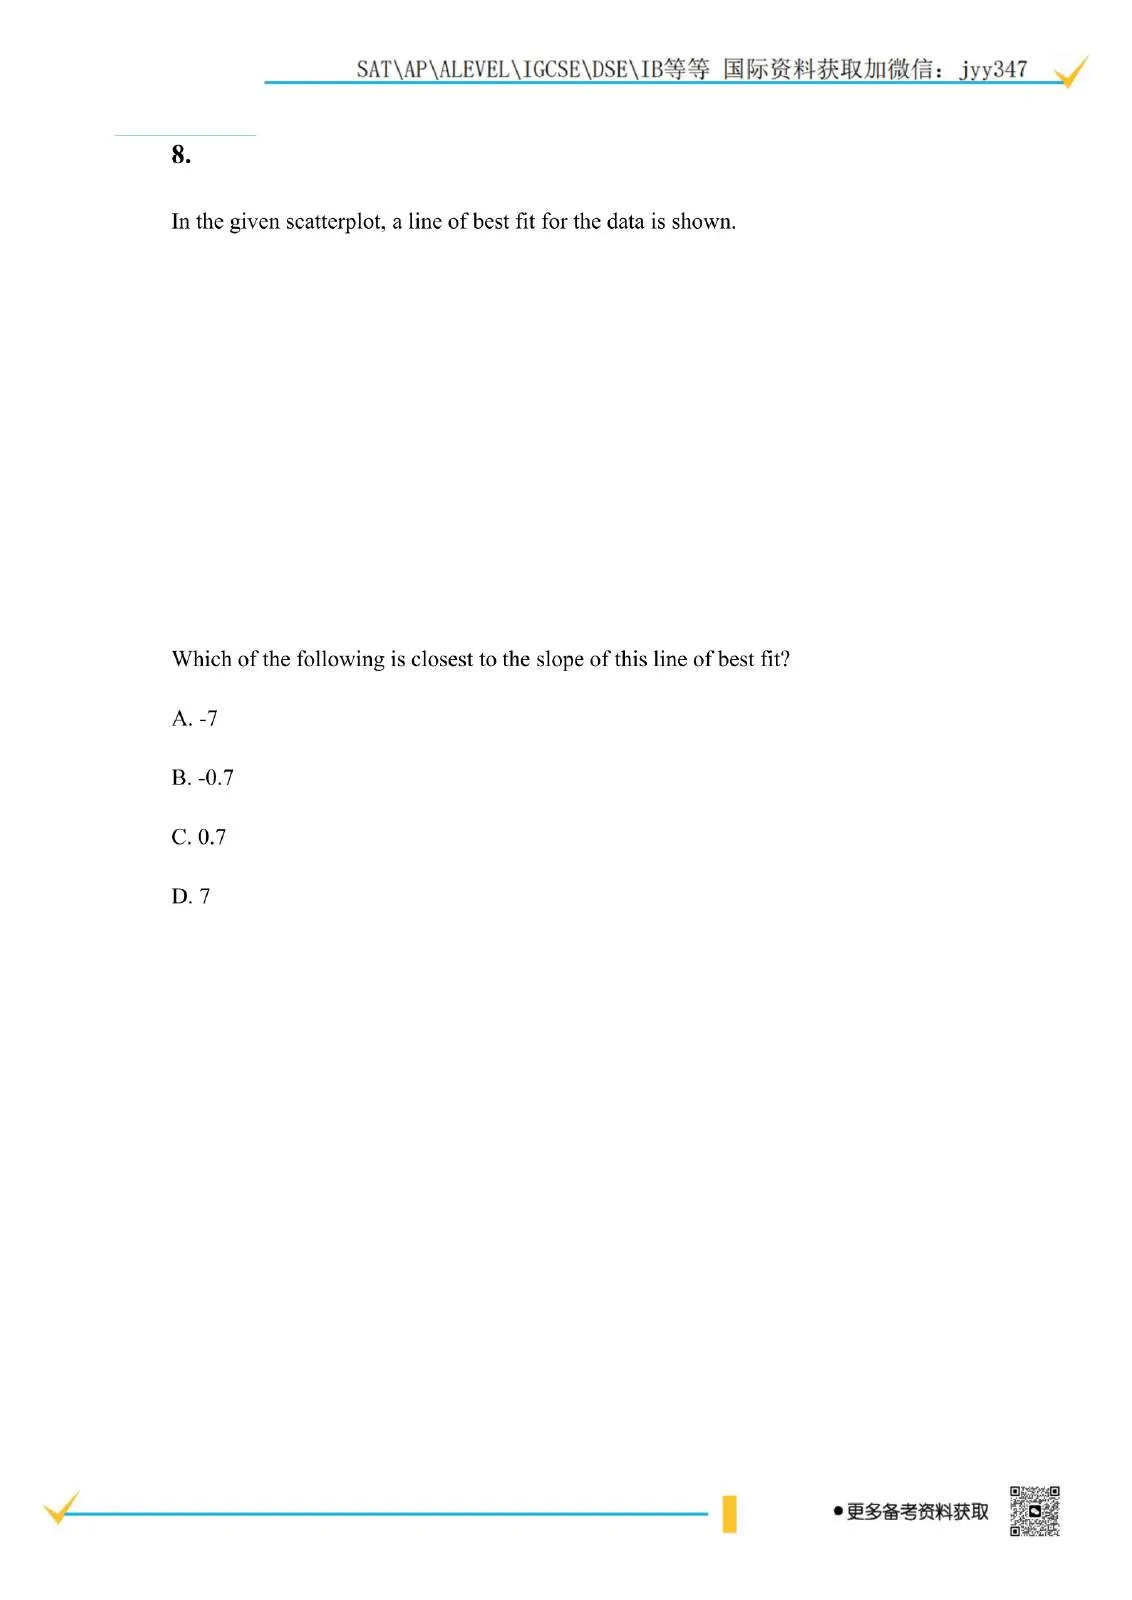 SAT\AP\ALEVEL\IGCSE\DSE\IB等等 国际资料获取加微信：jyy347
8.
In the given scatterplot, a line of best fit for the data is shown.
Which of the following is closest to the slope of this line of best fit?
A. -7
B. -0.7
C. 0.7
D. 7
●更多备考资料获取